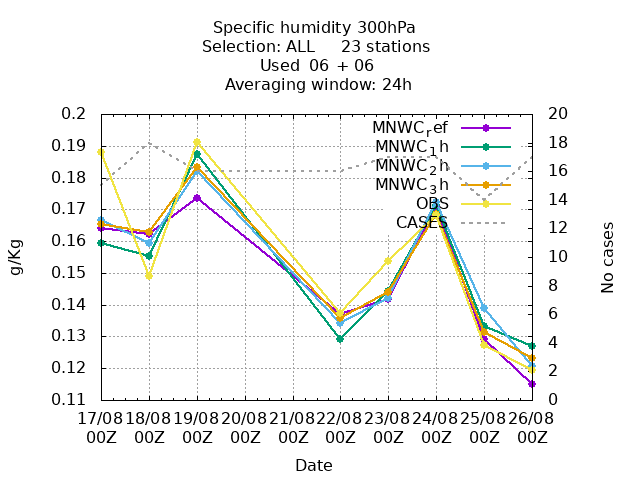 Specific humidity 300hPa
Selection: ALL     23 stations
Used  06 + 06
Averaging window: 24h
0.2
0.19
0.18
0.17
0.16
0.15
0.14
0.13
0.12
0.11
g/Kg
20
18
16
14
12
10
8
6
4
2
0
No cases
MNWC_ref
MNWC_1h
MNWC_2h
MNWC_3h
OBS
CASES
17/08 18/08 19/08 20/08 21/08 22/08 23/08 24/08 25/08 26/08
00Z 00Z 00Z 00Z 00Z 00Z 00Z 00Z 00Z 00Z
Date